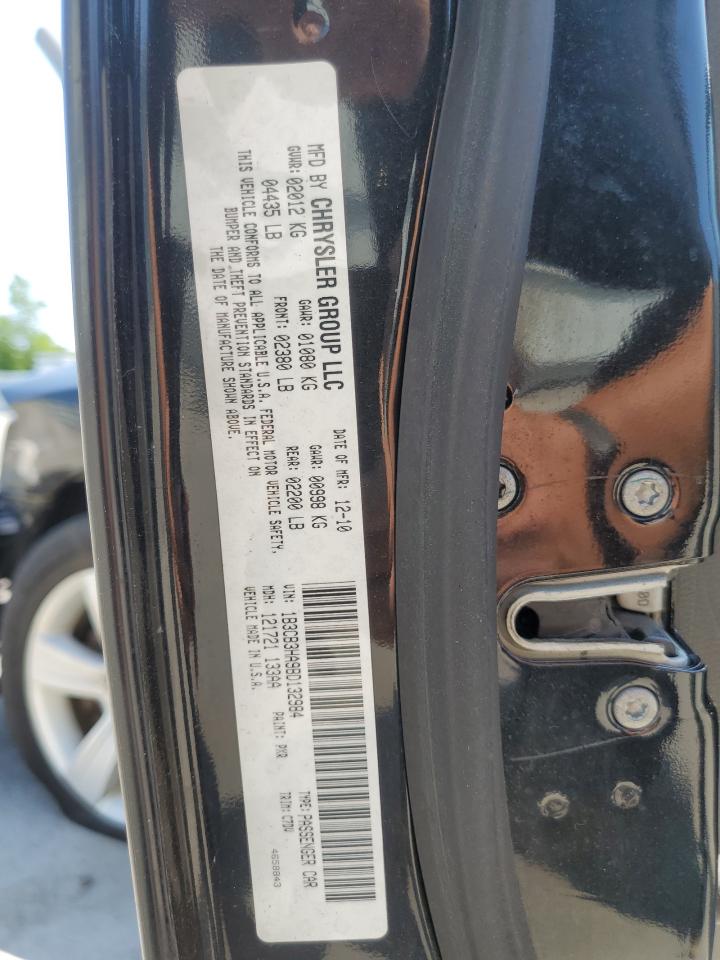 MFD BY CHRYSLER GROUP LLC DATE OF MFR: 12-10
GVWR: 02012 KG GAWR: 01080 KG GAWR: 00998 KG
04435 LB FRONT: 02380 LB REAR: 02200 LB
THIS VEHICLE CONFORMS TO ALL APPLICABLE U.S.A. FEDERAL MOTOR VEHICLE SAFETY,
BUMPER AND THEFT PREVENTION STANDARDS IN EFFECT ON
THE DATE OF MANUFACTURE SHOWN ABOVE.
VIN: 1B3CB3HA9BD132984 TYPE: PASSENGER CAR
MDH: 121721 133AA PAINT: PXR TRIM: C7DV
VEHICLE MADE IN U.S.A. 4658843